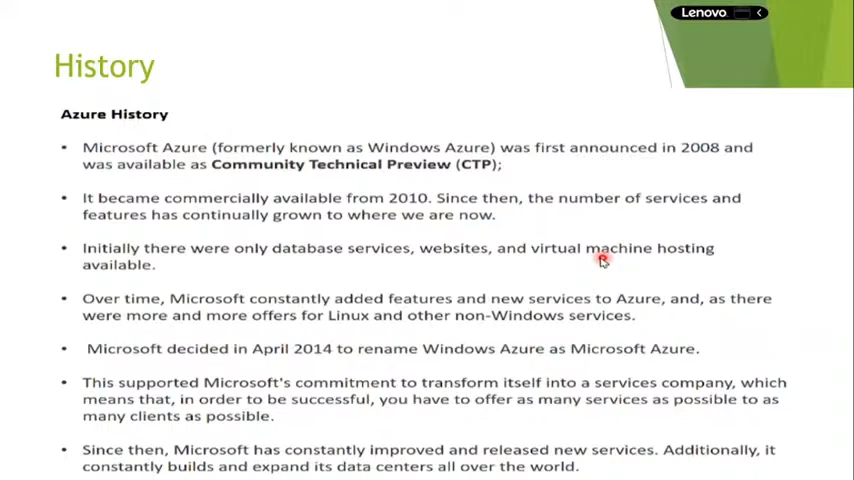 Lenovo
History
Azure History
• Microsoft Azure (formerly known as Windows Azure) was first announced in 2008 and
was available as Community Technical Preview (CTP);
• It became commercially available from 2010. Since then, the number of services and
features has continually grown to where we are now.
• Initially there were only database services, websites, and virtual machine hosting
available.
• Over time, Microsoft constantly added features and new services to Azure, and, as there
were more and more offers for Linux and other non-Windows services.
• Microsoft decided in April 2014 to rename Windows Azure as Microsoft Azure.
• This supported Microsoft's commitment to transform itself into a services company, which
means that, in order to be successful, you have to offer as many services as possible to as
many clients as possible.
• Since then, Microsoft has constantly improved and released new services. Additionally, it
constantly builds and expand its data centers all over the world.